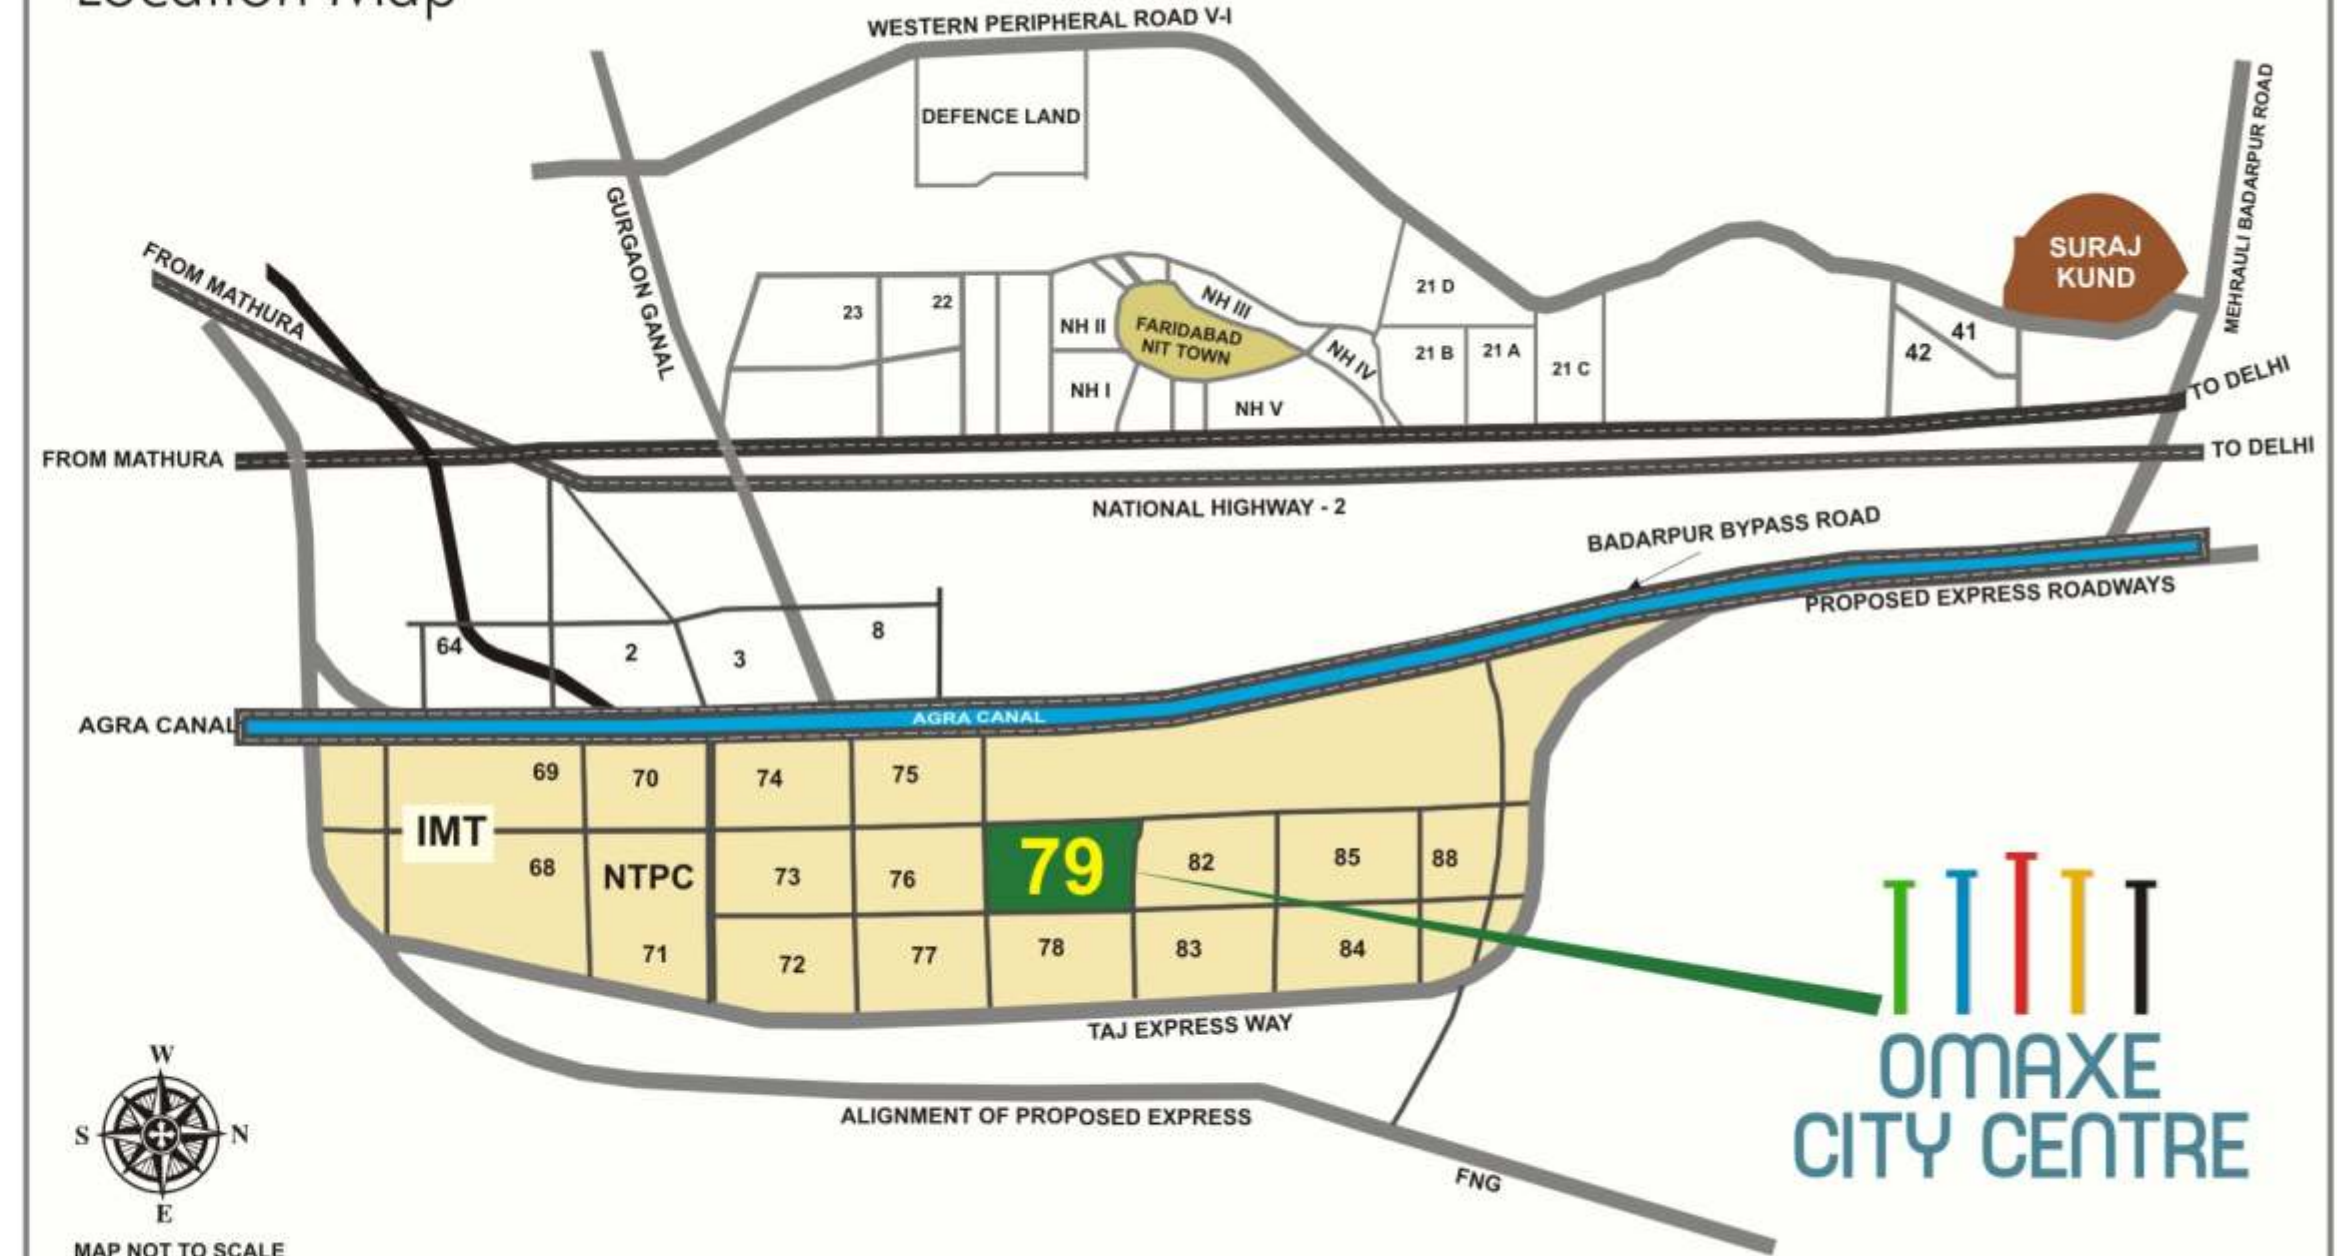 Location Map
WESTERN PERIPHERAL ROAD V-I
DEFENCE LAND
MEHRAULI BADARPUR ROAD
GURGAON GANAL
FROM MATHURA
SURAJ
KUND
23
22
NH II
NH III
FARIDABAD
NIT TOWN
NH IV
NH I
NH V
21 D
21 B
21 A
21 C
42
41
TO DELHI
FROM MATHURA
TO DELHI
NATIONAL HIGHWAY - 2
BADARPUR BYPASS ROAD
PROPOSED EXPRESS ROADWAYS
64
2
3
8
AGRA CANAL
AGRA CANAL
69
70
74
75
IMT
68
NTPC
73
76
79
82
85
88
71
72
77
78
83
84
TAJ EXPRESS WAY
ALIGNMENT OF PROPOSED EXPRESS
FNG
OMAXE
CITY CENTRE
W
S
N
E
MAP NOT TO SCALE